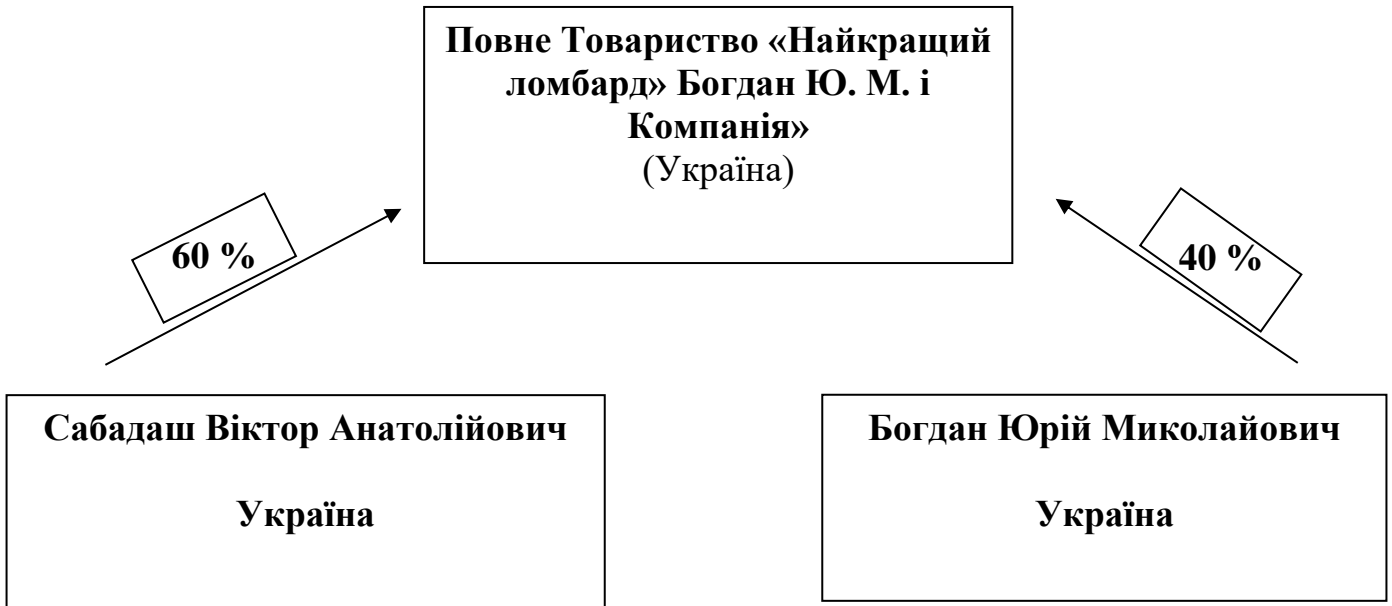 Повне Товариство «Найкращий
ломбард» Богдан Ю. М. і
Компанія»
(Україна)
60 %
40 %
Сабадаш Віктор Анатолійович
Україна
Богдан Юрій Миколайович
Україна